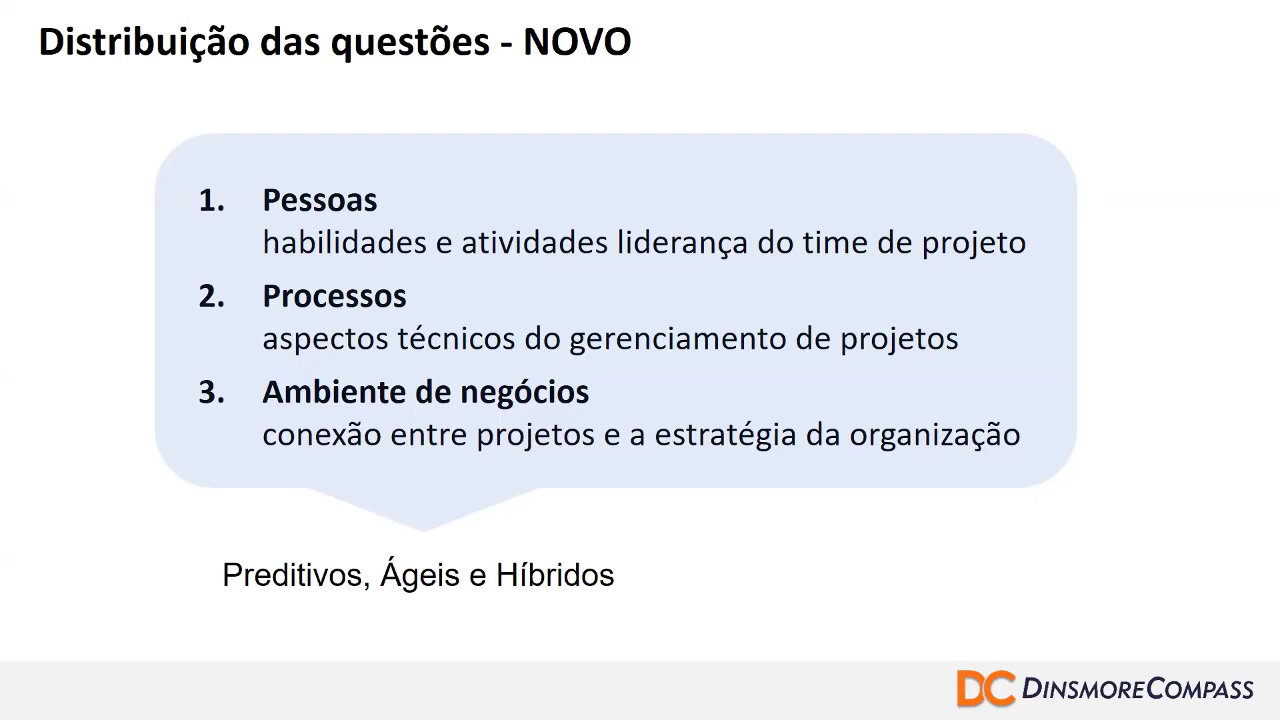 Distribuição das questões - NOVO
1. Pessoas
habilidades e atividades liderança do time de projeto
2. Processos
aspectos técnicos do gerenciamento de projetos
3. Ambiente de negócios
conexão entre projetos e a estratégia da organização
Preditivos, Ágeis e Híbridos
DC DINSMORECOMPASS